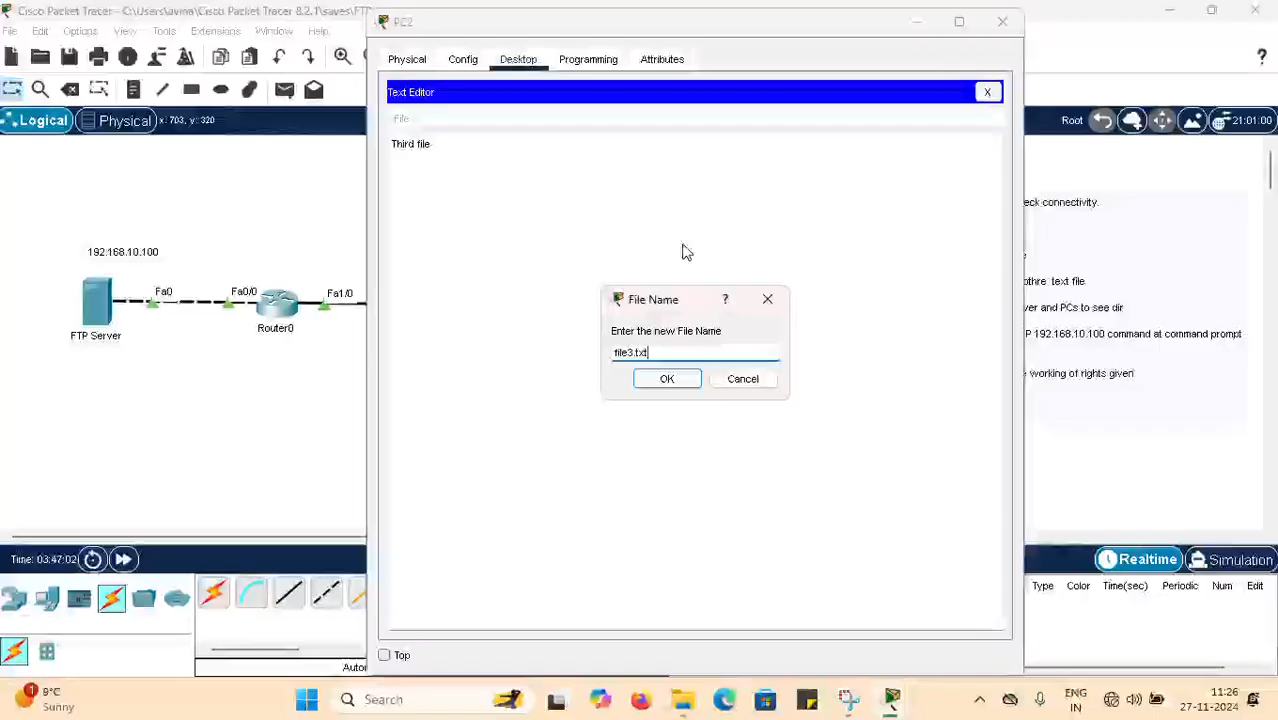 Cisco Packet Tracer - C:\Users\avina\Cisco Packet Tracer 8.2.1\saves\FT
PC2
File Edit Options View Tools Extensions Window Help
Physical Config Desktop Programming Attributes
Text Editor
X
File
Logical Physical x: 703, y: 320
Root
21:01:00
Third file
eck connectivity.
192.168.10.100
Fa0
Fa0/0
Fa1/0
FTP Server
Router0
text file
ver and PCs to see dir
P 192.168.10.100 command at command prompt
e working of rights given
File Name
?
Enter the new File Name
file3.txt
OK Cancel
Time: 03:47:02
Realtime Simulation
Type Color Time(sec) Periodic Num Edit
Top
Auto
1
9°C
Sunny
Search
ENG
IN
11:26
27-11-2024